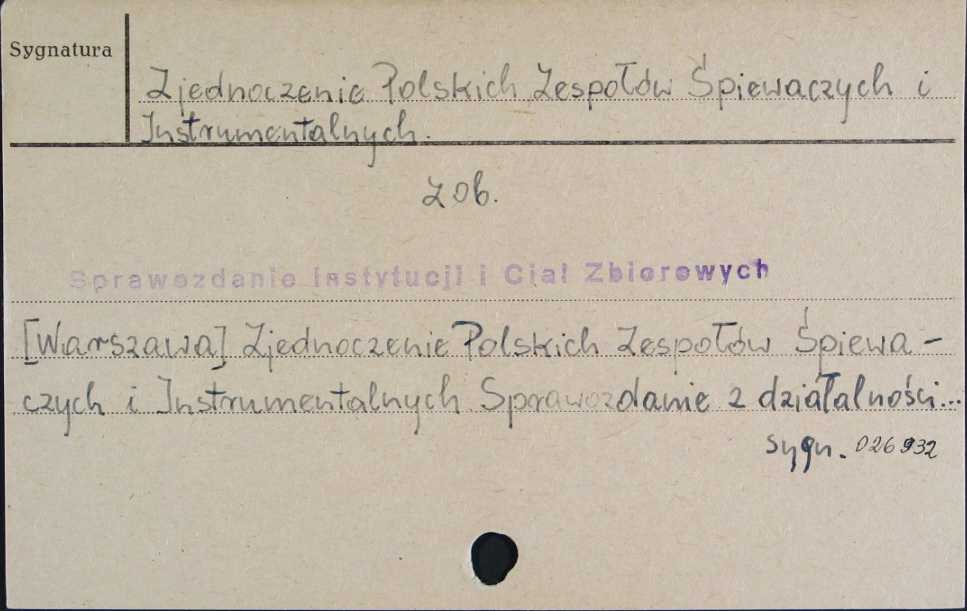 Sygnatura
Zjednoczenie Polskich Zespołów Śpiewaczych i
Instrumentalnych.
zob.
Sprawozdanie Instytucji i Ciał Zbiorowych
[Warszawa] Zjednoczenie Polskich Zespołów Śpiewa-
czych i Instrumentalnych. Sprawozdanie z działalności...
sygn. 026932